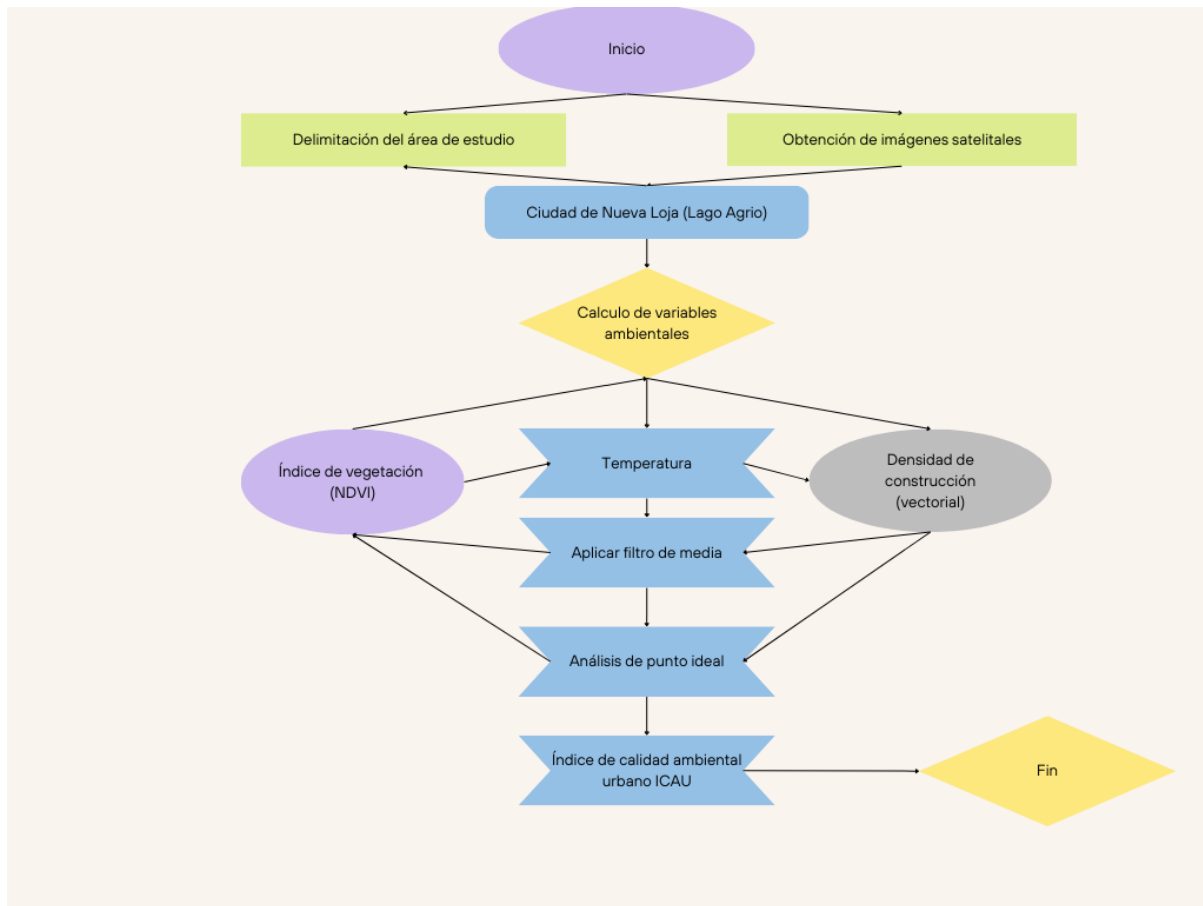 Inicio
Delimitación del área de estudio
Obtención de imágenes satelitales
Ciudad de Nueva Loja (Lago Agrio)
Calculo de variables
ambientales
Índice de vegetación
(NDVI)
Temperatura
Densidad de
construcción
(vectorial)
Aplicar filtro de media
Análisis de punto ideal
Índice de calidad ambiental
urbano ICAU
Fin